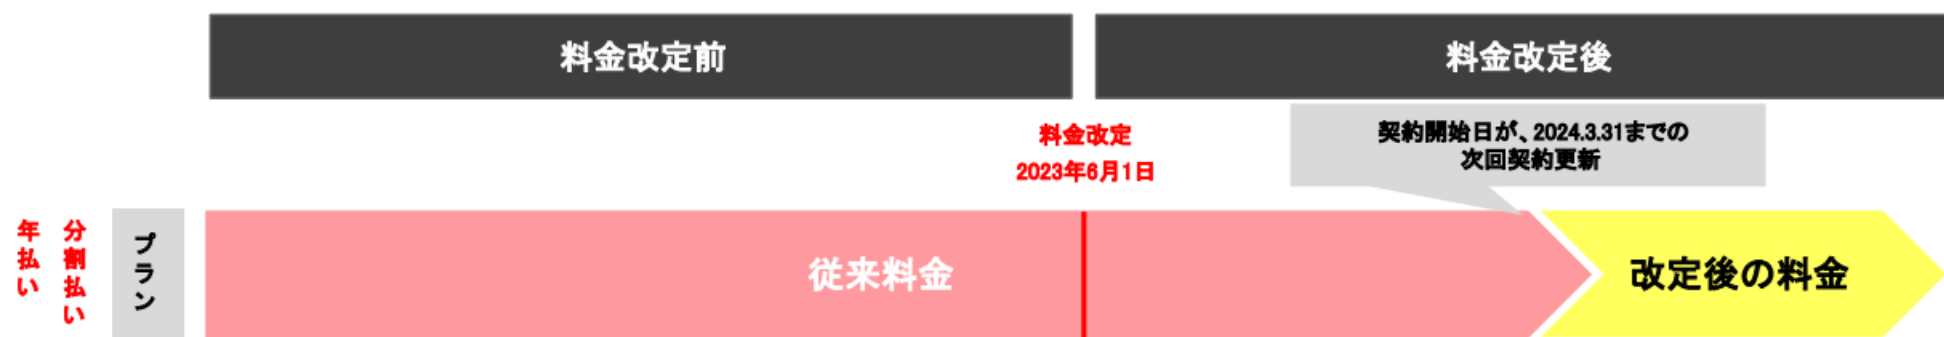 料金改定前
料金改定後
料金改定
2023年6月1日
契約開始日が、2024.3.31までの
次回契約更新
分割払い
年払い
プラン
従来料金
改定後の料金